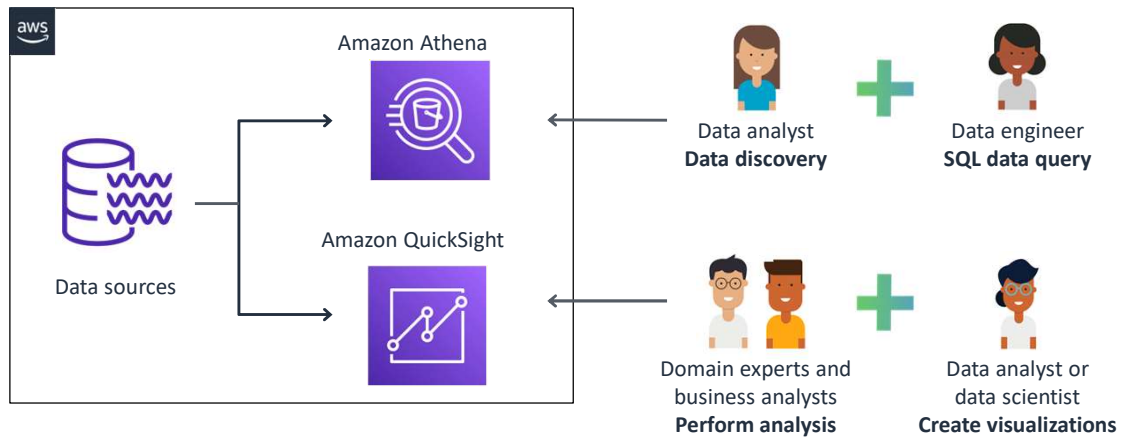 aws
Amazon Athena
Data analyst
Data discovery
Data engineer
SQL data query
Data sources
Amazon QuickSight
Domain experts and
business analysts
Perform analysis
Data analyst or
data scientist
Create visualizations